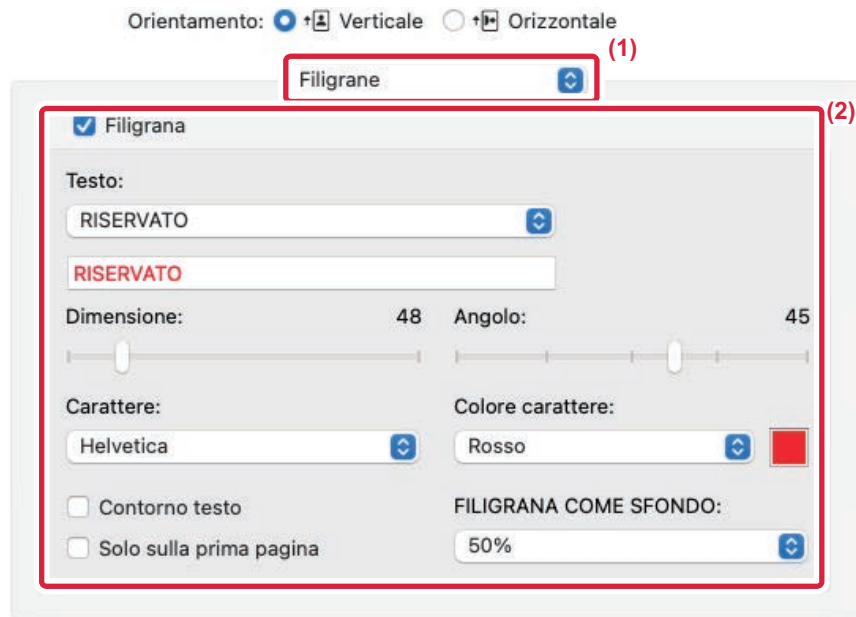 Orientamento: Verticale Orizzontale
(1)
Filigrane
(2)
Filigrana
Testo:
RISERVATO
RISERVATO
Dimensione: 48 Angolo: 45
Carattere: Colore carattere:
Helvetica Rosso
Contorno testo FILIGRANA COME SFONDO:
Solo sulla prima pagina 50%